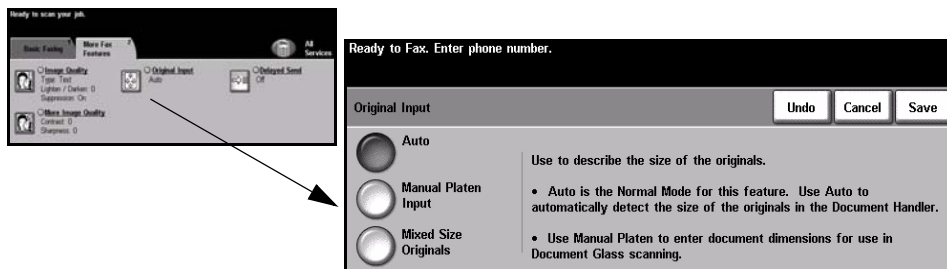 Ready to scan your job.
Basic Faxing 1
More Fax 2
Features
All
Services
Image Quality
Type: Text
Lighten / Darken: 0
Suppression: On
Original Input
Auto
Delayed Send
Off
More Image Quality
Contrast: 0
Sharpness: 0
Ready to Fax. Enter phone number.
Original Input
Undo
Cancel
Save
Auto
Manual Platen
Input
Mixed Size
Originals
Use to describe the size of the originals.
• Auto is the Normal Mode for this feature. Use Auto to
automatically detect the size of the originals in the Document Handler.
• Use Manual Platen to enter document dimensions for use in
Document Glass scanning.